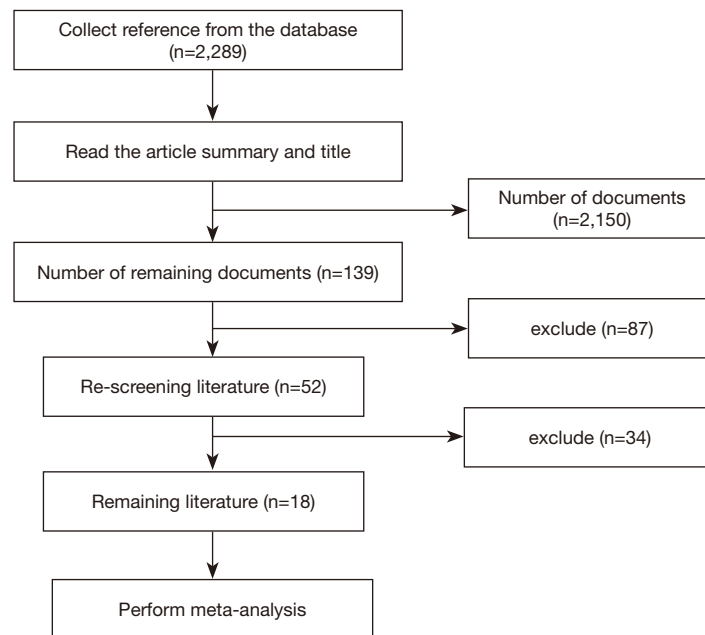 Collect reference from the database
(n=2,289)
Read the article summary and title
Number of documents
(n=2,150)
Number of remaining documents (n=139)
exclude (n=87)
Re-screening literature (n=52)
exclude (n=34)
Remaining literature (n=18)
Perform meta-analysis